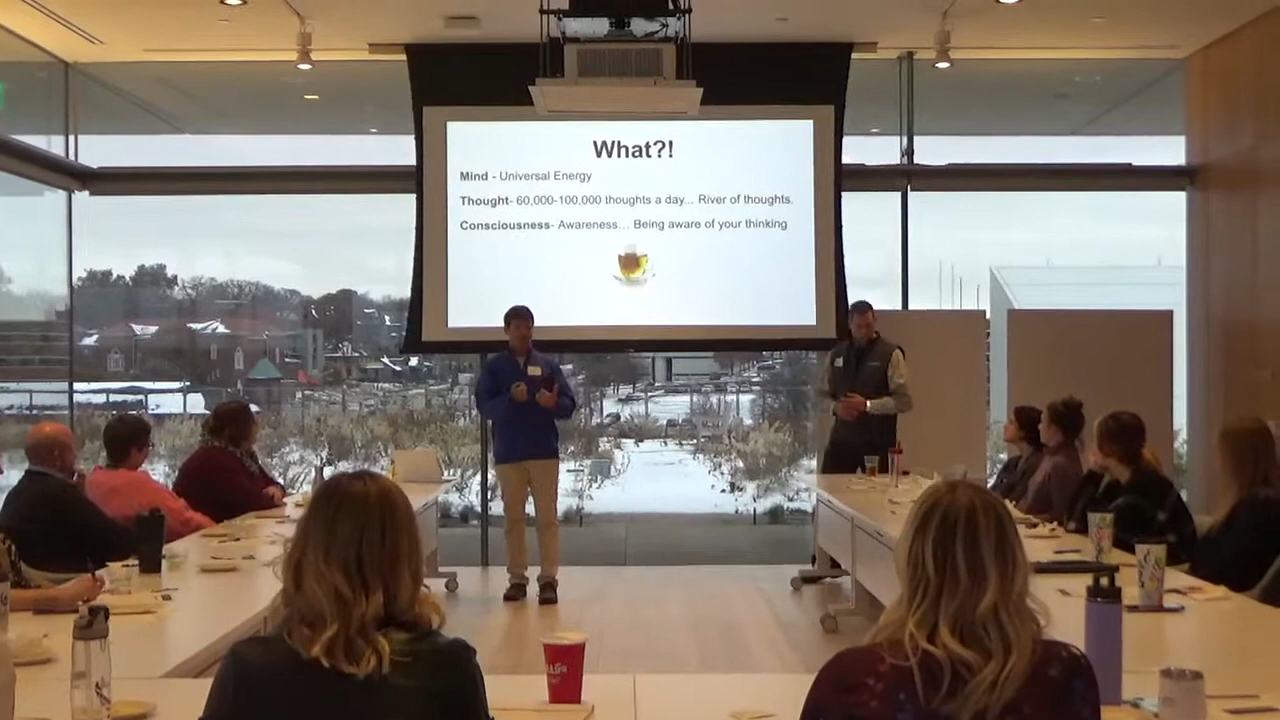 What?!
Mind - Universal Energy
Thought- 60,000-100,000 thoughts a day... River of thoughts.
Consciousness- Awareness... Being aware of your thinking